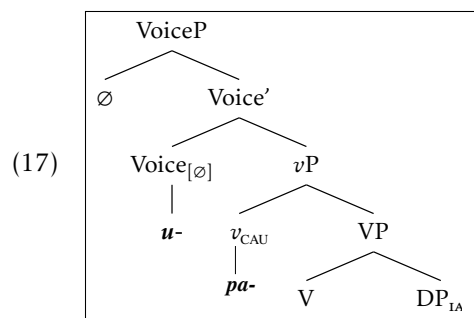 VoiceP
∅ Voice′
(17) Voice[∅] vP
u- vCAU VP
pa- V DPIA